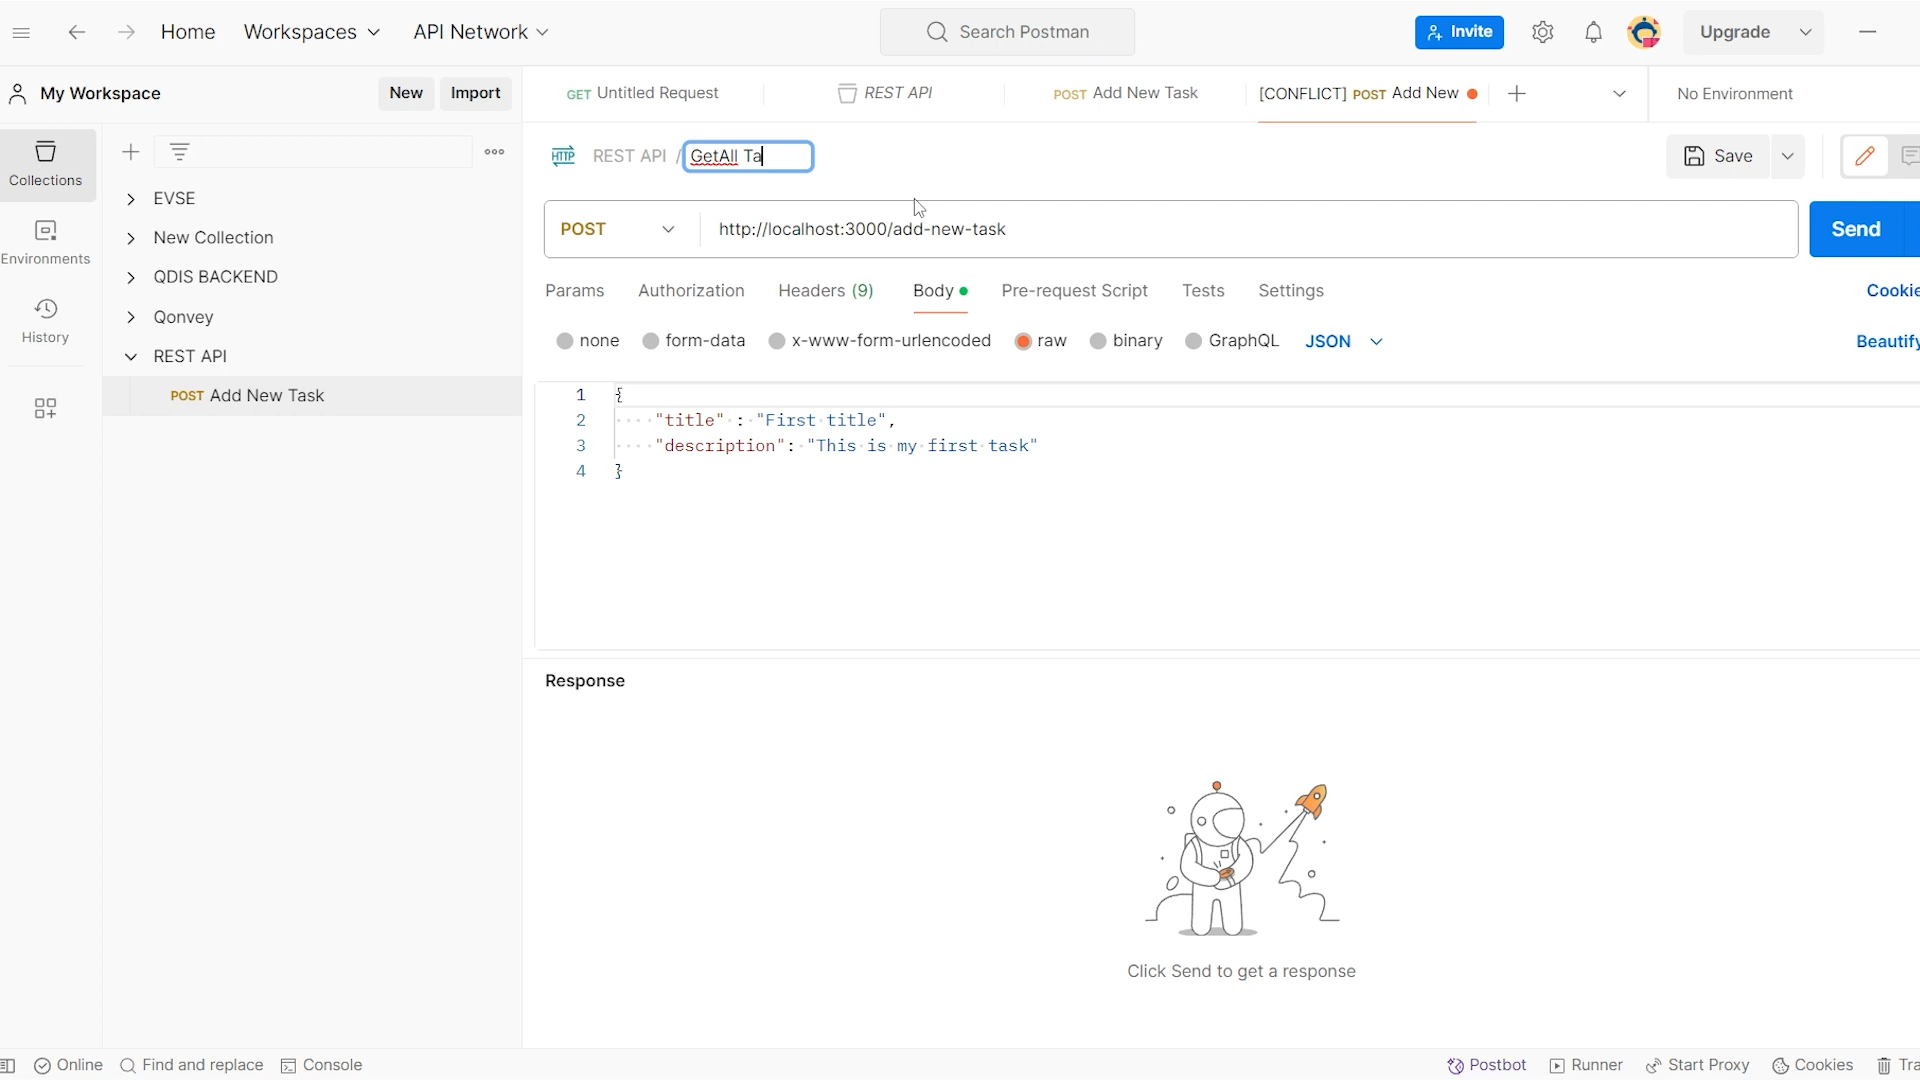 Home Workspaces API Network Search Postman Invite Upgrade
My Workspace New Import GET Untitled Request REST API POST Add New Task [CONFLICT] POST Add New No Environment
HTTP REST API / GetAll Ta Save
Collections
EVSE
POST http://localhost:3000/add-new-task Send
New Collection
Environments
QDIS BACKEND
Params Authorization Headers (9) Body Pre-request Script Tests Settings Cookie
Qonvey
History
none form-data x-www-form-urlencoded raw binary GraphQL JSON Beautify
REST API
POST Add New Task
1 {
2 "title" : "First title",
3 "description": "This is my first task"
4 }
Response
Click Send to get a response
Online Find and replace Console Postbot Runner Start Proxy Cookies Tra